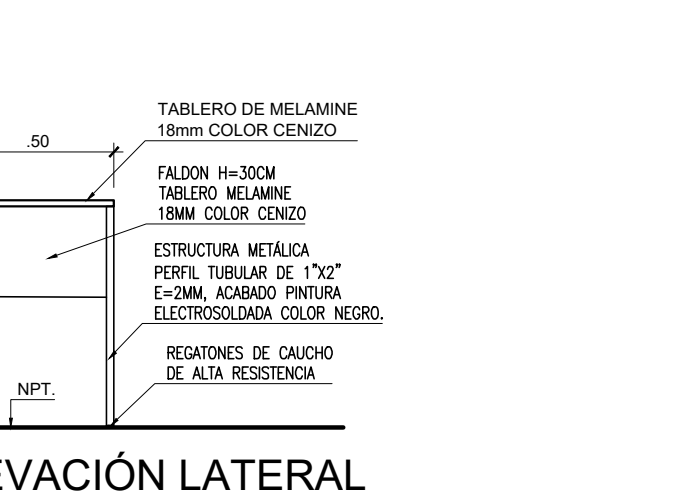 TABLERO DE MELAMINE
18mm COLOR CENIZO
.50
FALDON H=30CM
TABLERO MELAMINE
18MM COLOR CENIZO
ESTRUCTURA METÁLICA
PERFIL TUBULAR DE 1"X2"
E=2MM, ACABADO PINTURA
ELECTROSOLDADA COLOR NEGRO.
REGATONES DE CAUCHO
DE ALTA RESISTENCIA
NPT.
EVACIÓN LATERAL